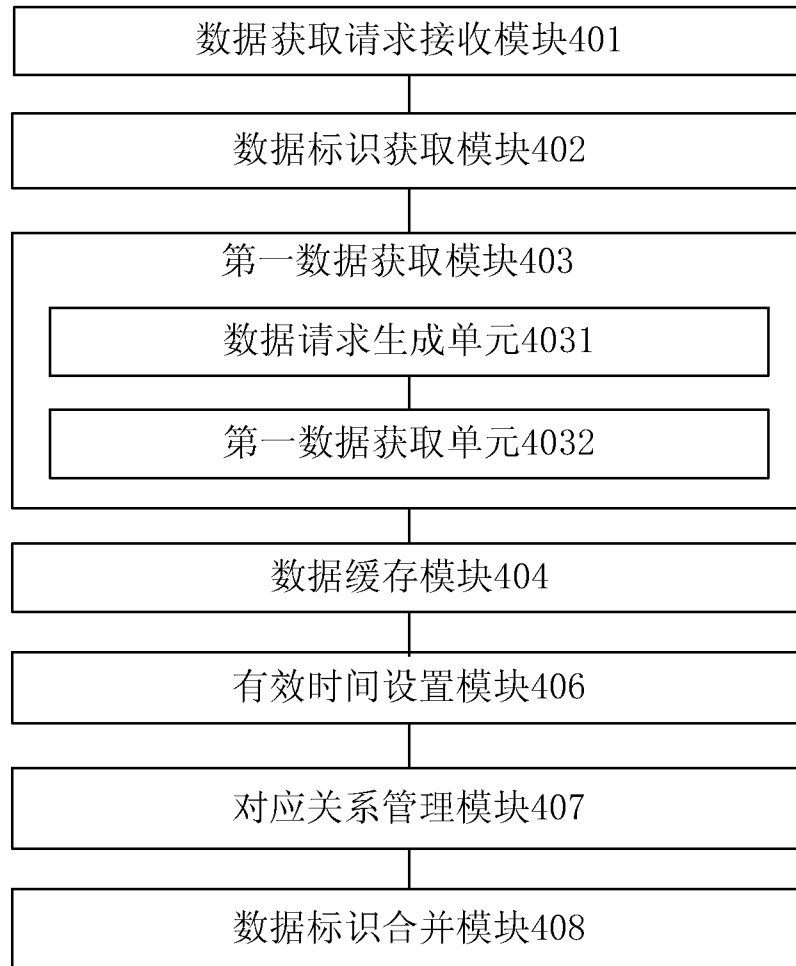 数据获取请求接收模块401
数据标识获取模块402
第一数据获取模块403
数据请求生成单元4031
第一数据获取单元4032
数据缓存模块404
有效时间设置模块406
对应关系管理模块407
数据标识合并模块408